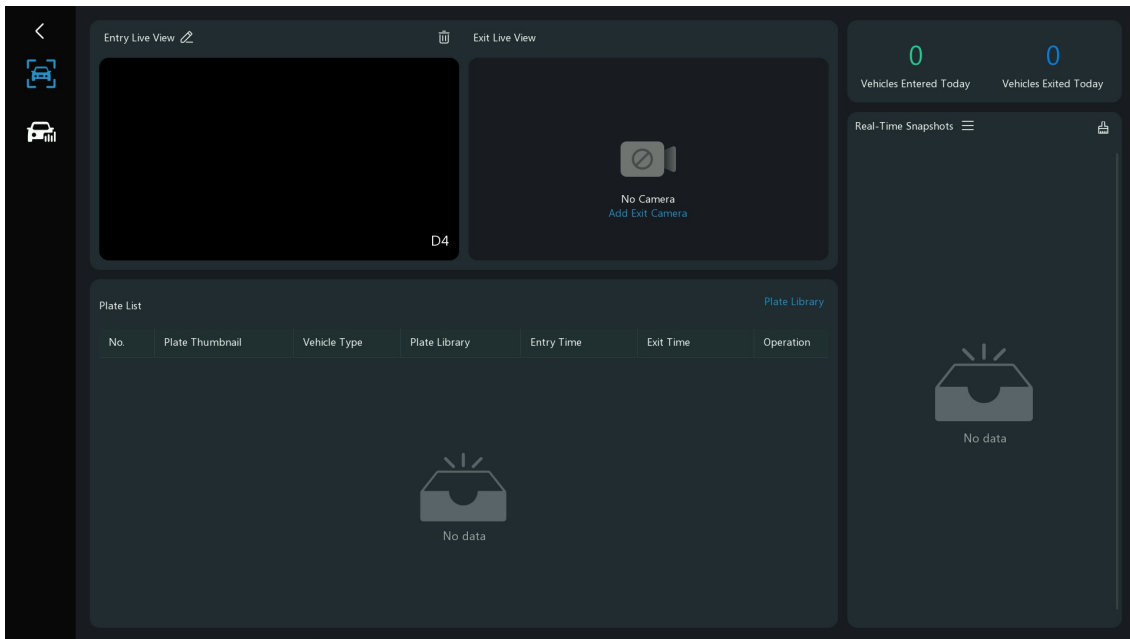 Entry Live View
Exit Live View
D4
No Camera
Add Exit Camera
0
Vehicles Entered Today
0
Vehicles Exited Today
Real-Time Snapshots
No data
Plate List
Plate Library
No. Plate Thumbnail Vehicle Type Plate Library Entry Time Exit Time Operation
No data